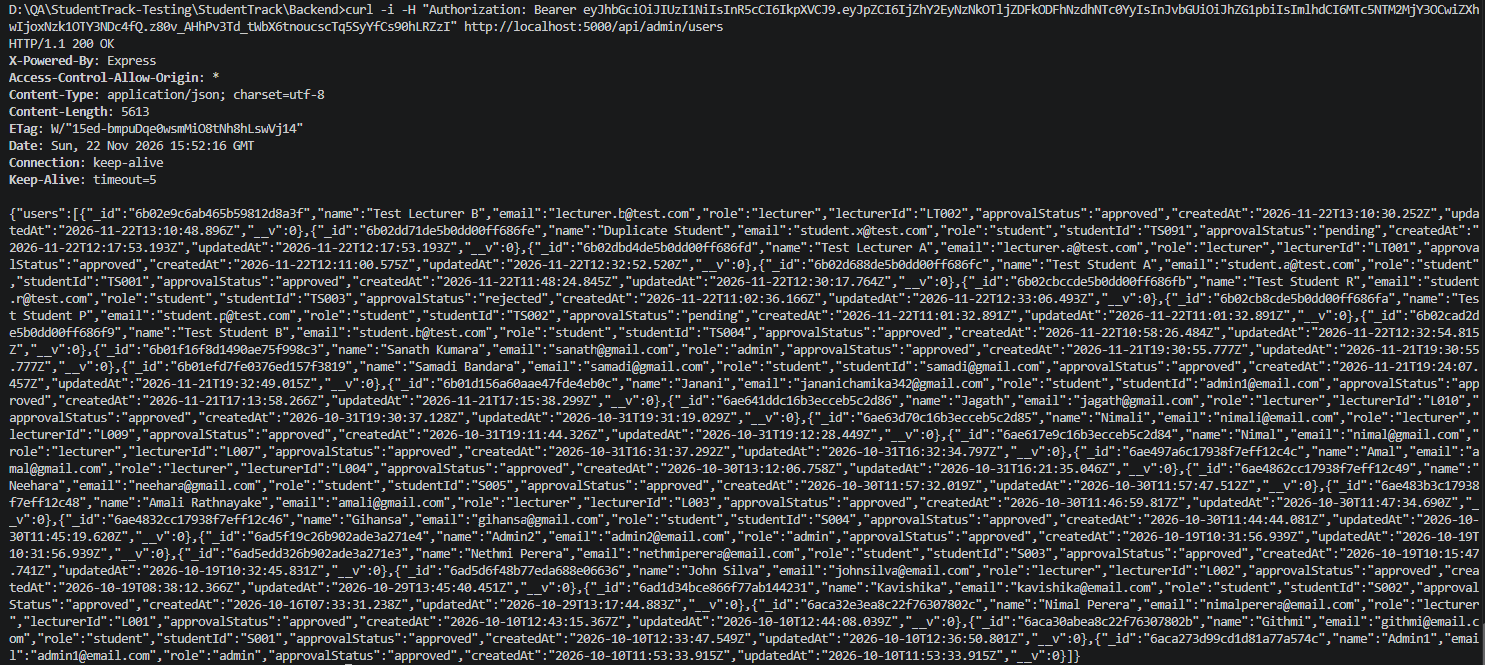 D:\QA\StudentTrack-Testing\StudentTrack\Backend>curl -i -H "Authorization: Bearer eyJhbGciOiJIUzI1NiIsInR5cCI6IkpXVCJ9.eyJpZCI6IjZhY2EyNzNkOTljZDFkODFhNzdhNTc0YyIsInJvbGUiOiJhZG1pbiIsImlhdCI6MTc5NTM2MjY3OCwiZXh
wIjoxNzk1OTY3NDc4fQ.z80v_AHhPv3Td_tWbX6tnoucscTq5SyYfCs90hLRZzI" http://localhost:5000/api/admin/users
HTTP/1.1 200 OK
X-Powered-By: Express
Access-Control-Allow-Origin: *
Content-Type: application/json; charset=utf-8
Content-Length: 5613
ETag: W/"15ed-bmpuDqe0wsmMiO8tNh8hLswVj14"
Date: Sun, 22 Nov 2026 15:52:16 GMT
Connection: keep-alive
Keep-Alive: timeout=5
{"users":[{"_id":"6b02e9c6ab465b59812d8a3f","name":"Test Lecturer B","email":"lecturer.b@test.com","role":"lecturer","lecturerId":"LT002","approvalStatus":"approved","createdAt":"2026-11-22T13:10:30.252Z","upda
tedAt":"2026-11-22T13:10:48.896Z","__v":0},{"_id":"6b02dd71de5b0dd00ff686fe","name":"Duplicate Student","email":"student.x@test.com","role":"student","studentId":"TS091","approvalStatus":"pending","createdAt":"
2026-11-22T12:17:53.193Z","updatedAt":"2026-11-22T12:17:53.193Z","__v":0},{"_id":"6b02dbd4de5b0dd00ff686fd","name":"Test Lecturer A","email":"lecturer.a@test.com","role":"lecturer","lecturerId":"LT001","approva
lStatus":"approved","createdAt":"2026-11-22T12:11:00.575Z","updatedAt":"2026-11-22T12:32:52.520Z","__v":0},{"_id":"6b02d688de5b0dd00ff686fc","name":"Test Student A","email":"student.a@test.com","role":"student"
,"studentId":"TS001","approvalStatus":"approved","createdAt":"2026-11-22T11:48:24.845Z","updatedAt":"2026-11-22T12:30:17.764Z","__v":0},{"_id":"6b02cbccde5b0dd00ff686fb","name":"Test Student R","email":"student
.r@test.com","role":"student","studentId":"TS003","approvalStatus":"rejected","createdAt":"2026-11-22T11:02:36.166Z","updatedAt":"2026-11-22T12:33:06.493Z","__v":0},{"_id":"6b02cb8cde5b0dd00ff686fa","name":"Tes
t Student P","email":"student.p@test.com","role":"student","studentId":"TS002","approvalStatus":"pending","createdAt":"2026-11-22T11:01:32.891Z","updatedAt":"2026-11-22T11:01:32.891Z","__v":0},{"_id":"6b02cad2d
e5b0dd00ff686f9","name":"Test Student B","email":"student.b@test.com","role":"student","studentId":"TS004","approvalStatus":"approved","createdAt":"2026-11-22T10:58:26.484Z","updatedAt":"2026-11-22T12:32:54.815
Z","__v":0},{"_id":"6b01f16f8d1490ae75f998c3","name":"Sanath Kumara","email":"sanath@gmail.com","role":"admin","approvalStatus":"approved","createdAt":"2026-11-21T19:30:55.777Z","updatedAt":"2026-11-21T19:30:55
.777Z","__v":0},{"_id":"6b01efd7fe0376ed157f3819","name":"Samadi Bandara","email":"samadi@gmail.com","role":"student","studentId":"samadi@gmail.com","approvalStatus":"approved","createdAt":"2026-11-21T19:24:07.
457Z","updatedAt":"2026-11-21T19:32:49.015Z","__v":0},{"_id":"6b01d156a60aae47fde4eb0c","name":"Janani","email":"jananichamika342@gmail.com","role":"student","studentId":"admin1@email.com","approvalStatus":"app
roved","createdAt":"2026-11-21T17:13:58.266Z","updatedAt":"2026-11-21T17:15:38.299Z","__v":0},{"_id":"6ae641ddc16b3ecceb5c2d86","name":"Jagath","email":"jagath@gmail.com","role":"lecturer","lecturerId":"L010","
approvalStatus":"approved","createdAt":"2026-10-31T19:30:37.128Z","updatedAt":"2026-10-31T19:31:19.029Z","__v":0},{"_id":"6ae63d70c16b3ecceb5c2d85","name":"Nimali","email":"nimali@email.com","role":"lecturer","
lecturerId":"L009","approvalStatus":"approved","createdAt":"2026-10-31T19:11:44.326Z","updatedAt":"2026-10-31T19:12:28.449Z","__v":0},{"_id":"6ae617e9c16b3ecceb5c2d84","name":"Nimal","email":"nimal@gmail.com","
role":"lecturer","lecturerId":"L007","approvalStatus":"approved","createdAt":"2026-10-31T16:31:37.292Z","updatedAt":"2026-10-31T16:32:34.797Z","__v":0},{"_id":"6ae497a6c17938f7eff12c4c","name":"Amal","email":"a
mal@gmail.com","role":"lecturer","lecturerId":"L004","approvalStatus":"approved","createdAt":"2026-10-30T13:12:06.758Z","updatedAt":"2026-10-31T16:21:35.046Z","__v":0},{"_id":"6ae4862cc17938f7eff12c49","name":"
Neehara","email":"neehara@gmail.com","role":"student","studentId":"S005","approvalStatus":"approved","createdAt":"2026-10-30T11:57:32.019Z","updatedAt":"2026-10-30T11:57:47.512Z","__v":0},{"_id":"6ae483b3c17938
f7eff12c48","name":"Amali Rathnayake","email":"amali@gmail.com","role":"lecturer","lecturerId":"L003","approvalStatus":"approved","createdAt":"2026-10-30T11:46:59.817Z","updatedAt":"2026-10-30T11:47:34.690Z","_
_v":0},{"_id":"6ae4832cc17938f7eff12c46","name":"Gihansa","email":"gihansa@gmail.com","role":"student","studentId":"S004","approvalStatus":"approved","createdAt":"2026-10-30T11:44:44.081Z","updatedAt":"2026-10-
30T11:45:19.620Z","__v":0},{"_id":"6ad5f19c26b902ade3a271e4","name":"Admin2","email":"admin2@email.com","role":"admin","approvalStatus":"approved","createdAt":"2026-10-19T10:31:56.939Z","updatedAt":"2026-10-19T
10:31:56.939Z","__v":0},{"_id":"6ad5edd326b902ade3a271e3","name":"Nethmi Perera","email":"nethmiperera@email.com","role":"student","studentId":"S003","approvalStatus":"approved","createdAt":"2026-10-19T10:15:47
.741Z","updatedAt":"2026-10-19T10:32:45.831Z","__v":0},{"_id":"6ad5d6f48b77eda688e06636","name":"John Silva","email":"johnsilva@email.com","role":"lecturer","lecturerId":"L002","approvalStatus":"approved","crea
tedAt":"2026-10-19T08:38:12.366Z","updatedAt":"2026-10-29T13:45:40.451Z","__v":0},{"_id":"6ad1d34bce866f77ab144231","name":"Kavishika","email":"kavishika@email.com","role":"student","studentId":"S002","approval
Status":"approved","createdAt":"2026-10-16T07:33:31.238Z","updatedAt":"2026-10-29T13:17:44.883Z","__v":0},{"_id":"6aca32e3ea8c22f76307802c","name":"Nimal Perera","email":"nimalperera@email.com","role":"lecturer
","lecturerId":"L001","approvalStatus":"approved","createdAt":"2026-10-10T12:43:15.367Z","updatedAt":"2026-10-10T12:44:08.039Z","__v":0},{"_id":"6aca30abea8c22f76307802b","name":"Githmi","email":"githmi@email.c
om","role":"student","studentId":"S001","approvalStatus":"approved","createdAt":"2026-10-10T12:33:47.549Z","updatedAt":"2026-10-10T12:36:50.801Z","__v":0},{"_id":"6aca273d99cd1d81a77a574c","name":"Admin1","emai
l":"admin1@email.com","role":"admin","approvalStatus":"approved","createdAt":"2026-10-10T11:53:33.915Z","updatedAt":"2026-10-10T11:53:33.915Z","__v":0}]}